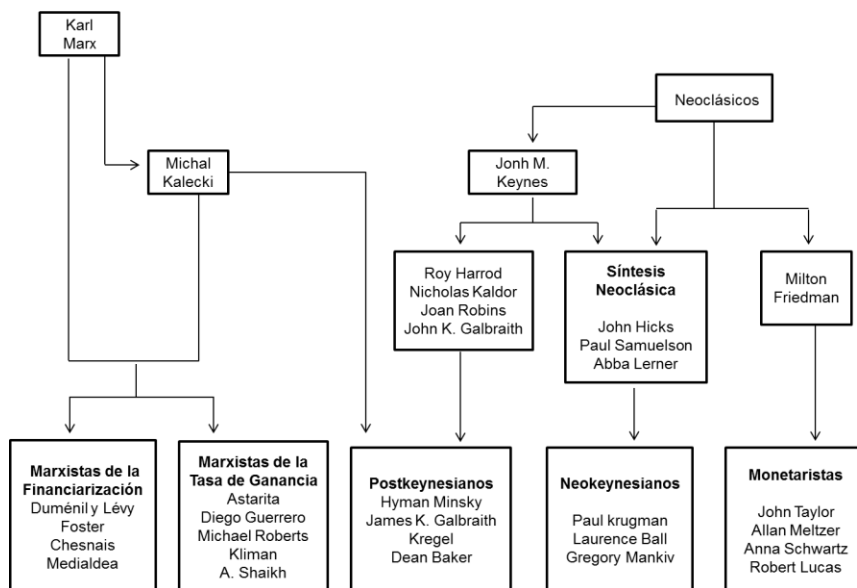 Karl
Marx
Neoclásicos
Michal
Kalecki
Jonh M.
Keynes
Roy Harrod
Nicholas Kaldor
Joan Robins
John K. Galbraith
Síntesis
Neoclásica
John Hicks
Paul Samuelson
Abba Lerner
Milton
Friedman
Marxistas de la
Financiarización
Duménil y Lévy
Foster
Chesnais
Medialdea
Marxistas de la
Tasa de Ganancia
Astarita
Diego Guerrero
Michael Roberts
Kliman
A. Shaikh
Postkeynesianos
Hyman Minsky
James K. Galbraith
Kregel
Dean Baker
Neokeynesianos
Paul krugman
Laurence Ball
Gregory Mankiv
Monetaristas
John Taylor
Allan Meltzer
Anna Schwartz
Robert Lucas